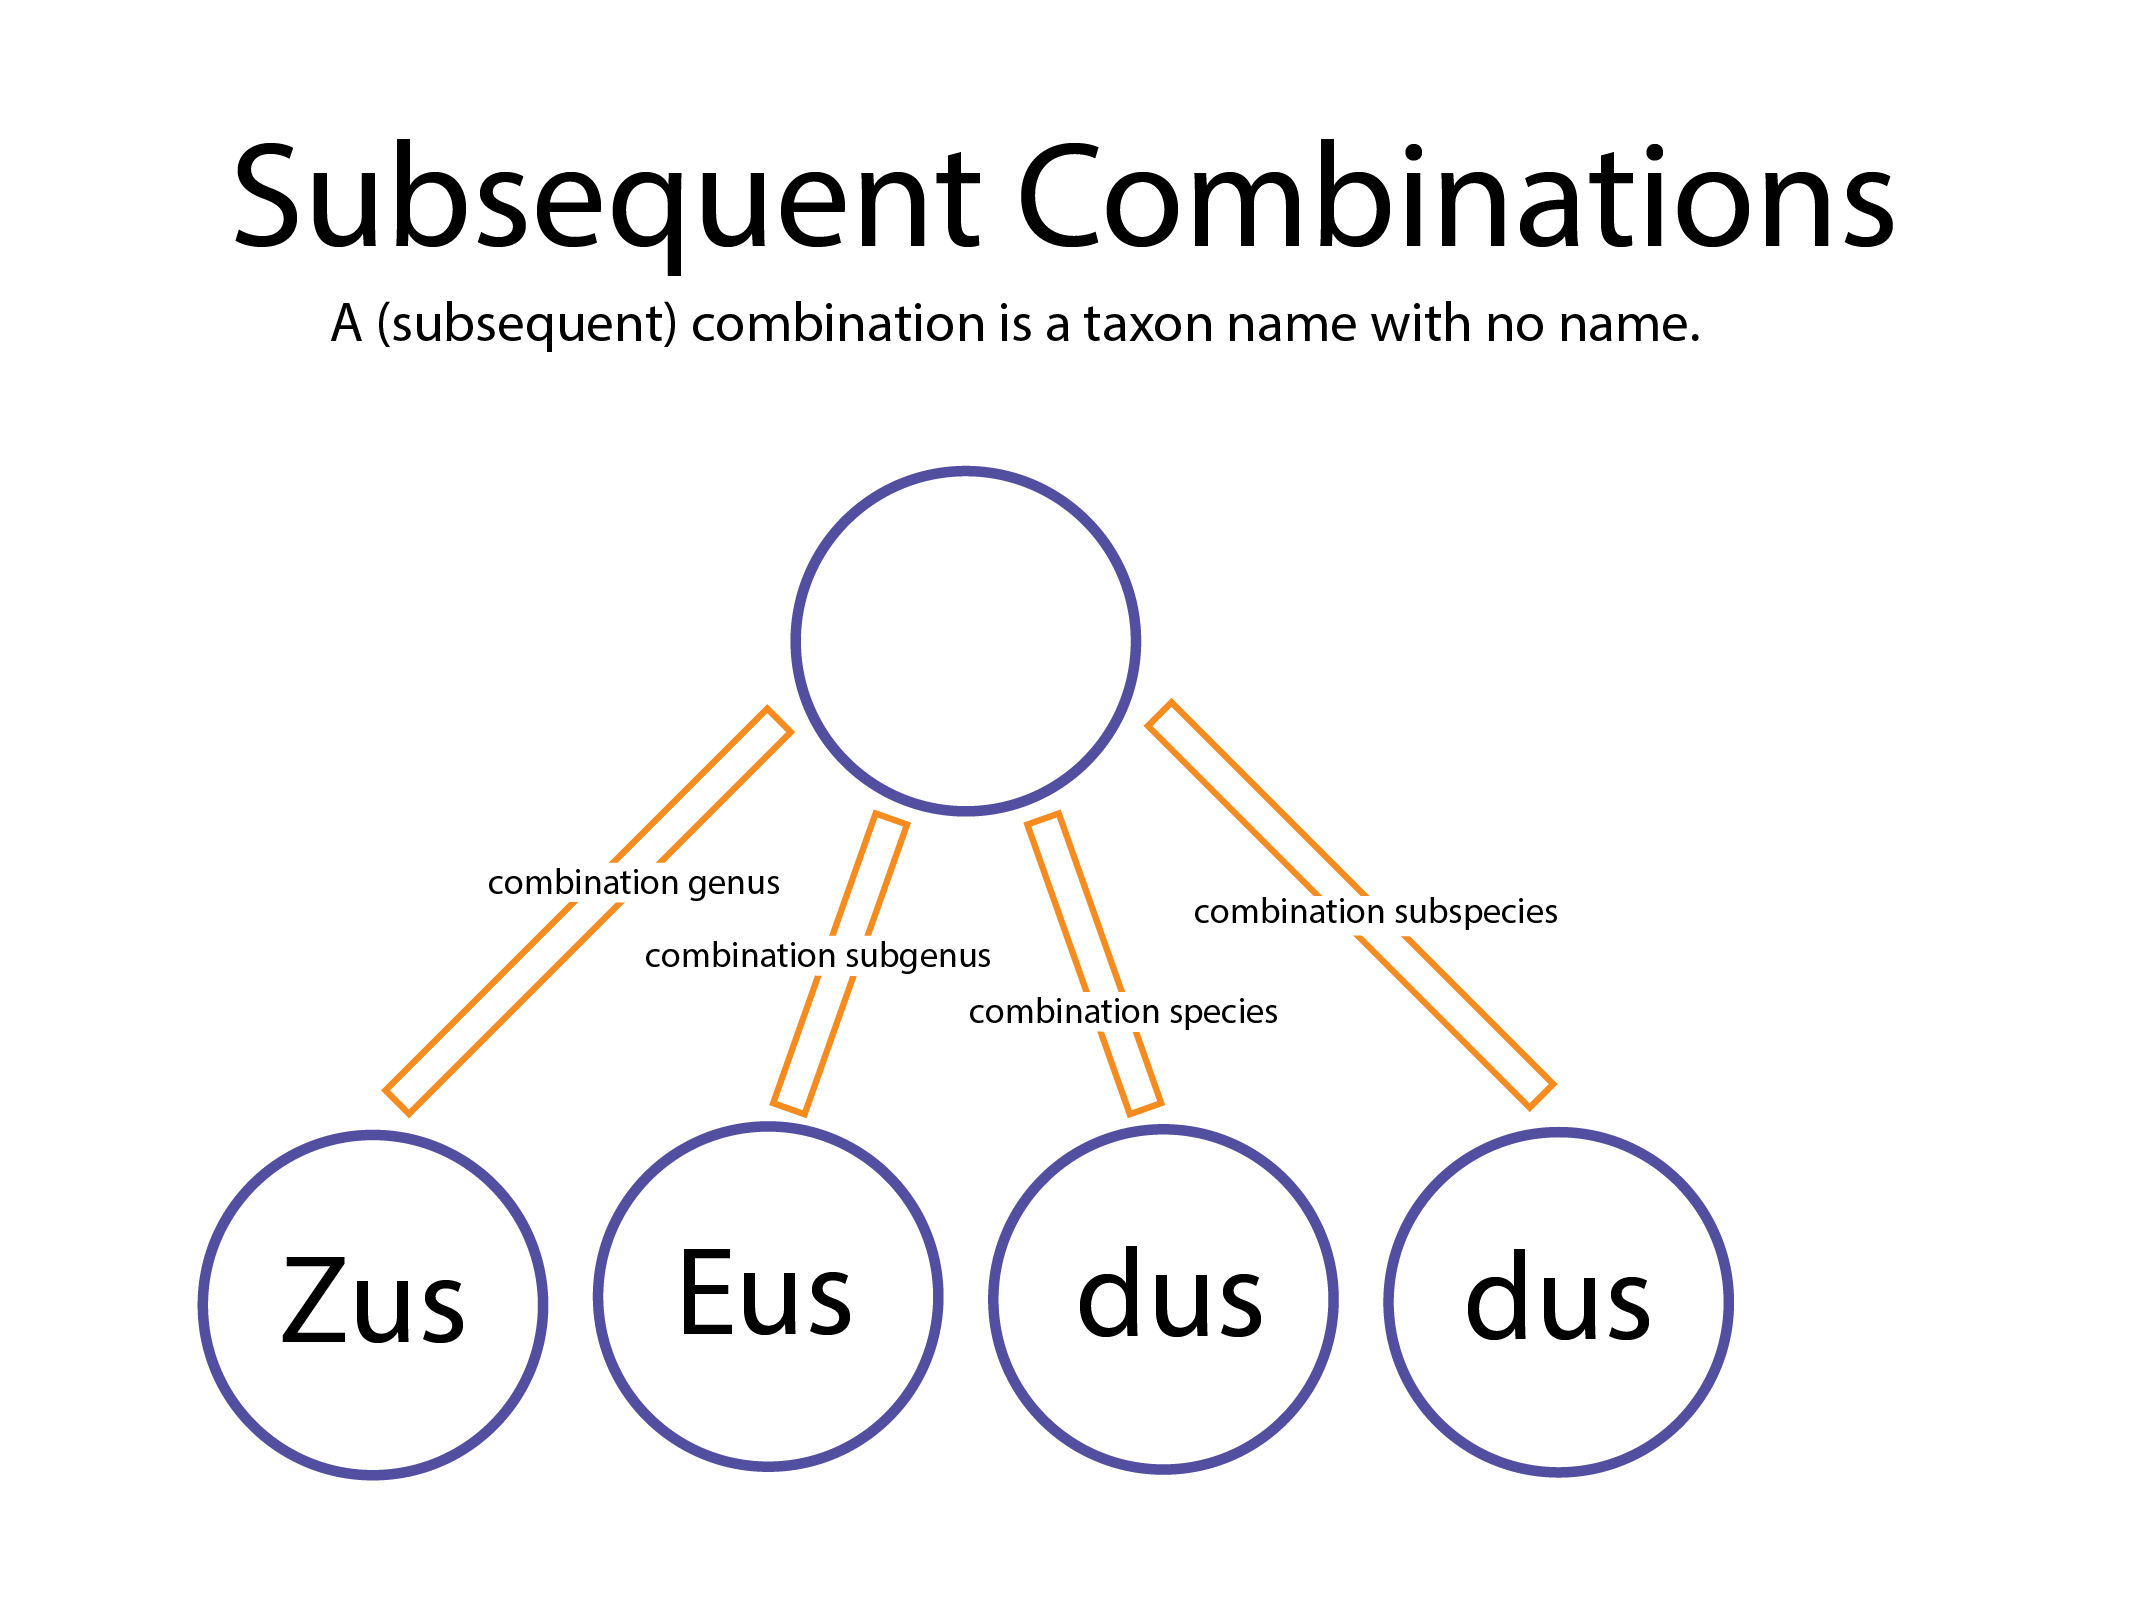 Subsequent Combinations
A (subsequent) combination is a taxon name with no name.
combination genus
combination subspecies
combination subgenus
combination species
Zus
Eus
dus
dus